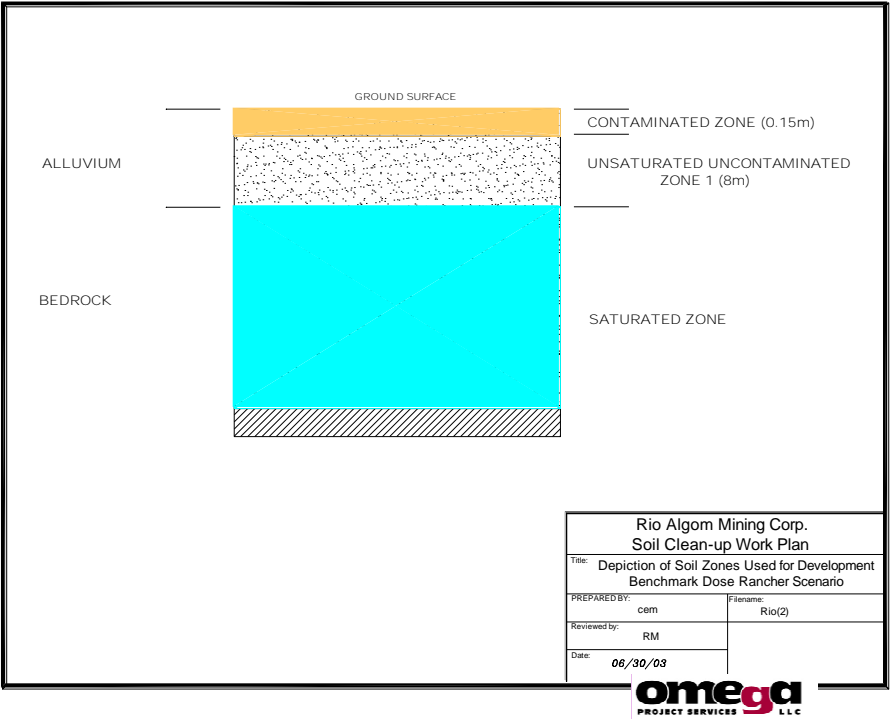 GROUND SURFACE
CONTAMINATED ZONE (0.15m)
ALLUVIUM
UNSATURATED UNCONTAMINATED
ZONE 1 (8m)
BEDROCK
SATURATED ZONE
Rio Algom Mining Corp.
Soil Clean-up Work Plan
Title: Depiction of Soil Zones Used for Development
Benchmark Dose Rancher Scenario
PREPARED BY:
cem
Filename:
Rio(2)
Reviewed by:
RM
Date: 06/30/03
omega
PROJECT SERVICES LLC